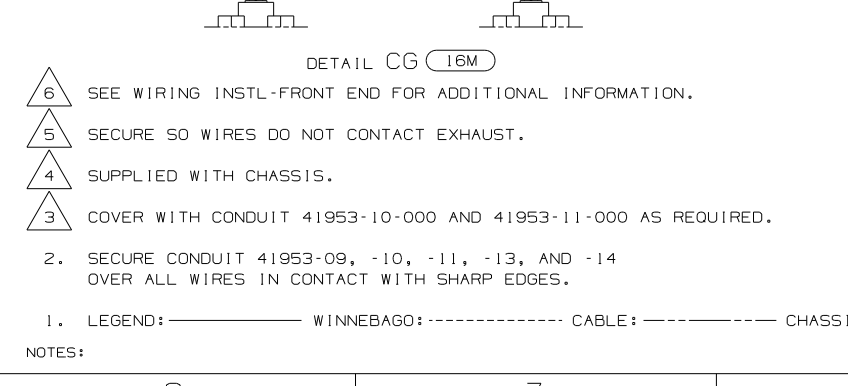 DETAIL CG 16M
6 SEE WIRING INSTL-FRONT END FOR ADDITIONAL INFORMATION.
5 SECURE SO WIRES DO NOT CONTACT EXHAUST.
4 SUPPLIED WITH CHASSIS.
3 COVER WITH CONDUIT 41953-10-000 AND 41953-11-000 AS REQUIRED.
2. SECURE CONDUIT 41953-09, -10, -11, -13, AND -14
OVER ALL WIRES IN CONTACT WITH SHARP EDGES.
1. LEGEND: WINNEBAGO: CABLE: CHASSI
NOTES: